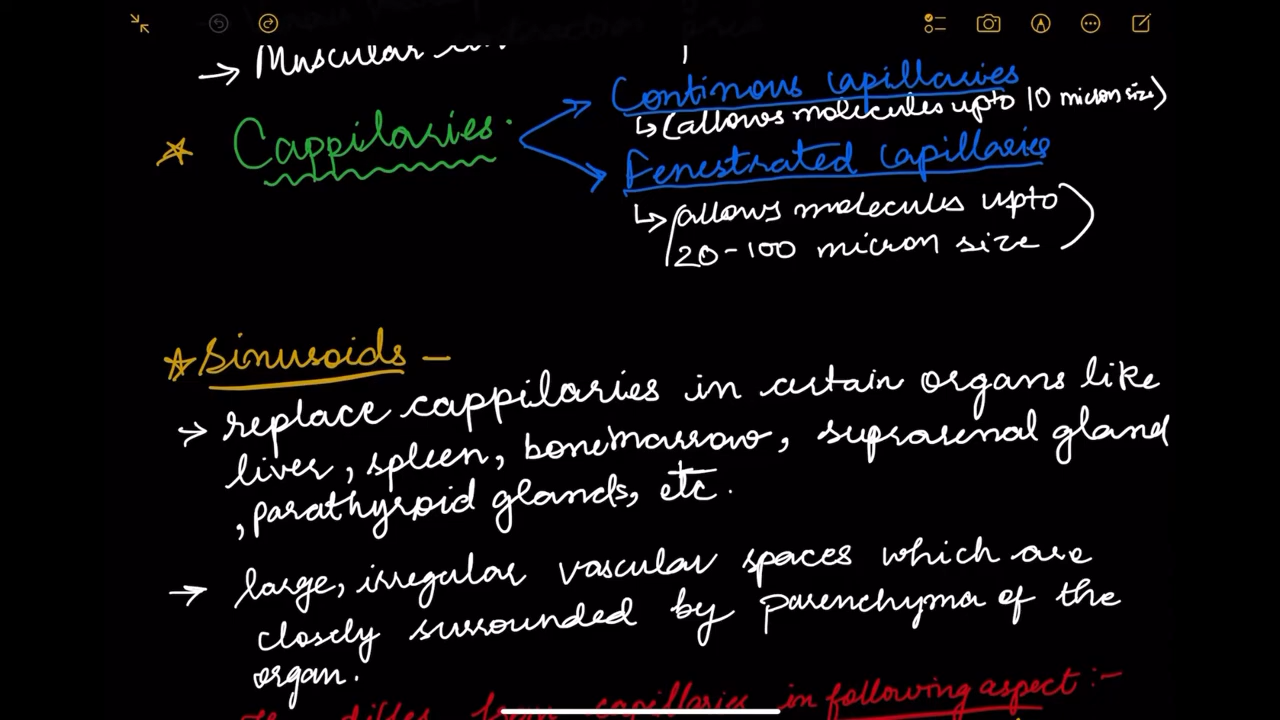 → Muscular
Continous capillaries
↳ (allows molecules upto 10 micron size)
☆ Cappilaries.
Fenestrated capillaries
↳ (allows molecules upto
20-100 micron size)
☆ Sinusoids –
→ replace cappilaries in certain organs like
liver, spleen, bonemarrow, suprarenal gland
, parathyroid glands, etc.
→ large, irregular vascular spaces which are
closely surrounded by parenchyma of the
organ.
capillaries in following aspect :-